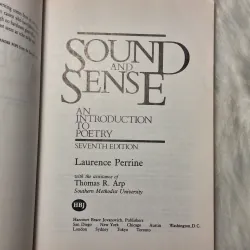 SOUND
AND
SENSE
AN
INTRODUCTION
TO
POETRY
SEVENTH EDITION
Laurence Perrine
with the assistance of
Thomas R. Arp
Southern Methodist University
HBJ
Harcourt Brace Jovanovich, Publishers
San Diego New York Chicago Austin Washington, D.C.
London Sydney Tokyo Toronto